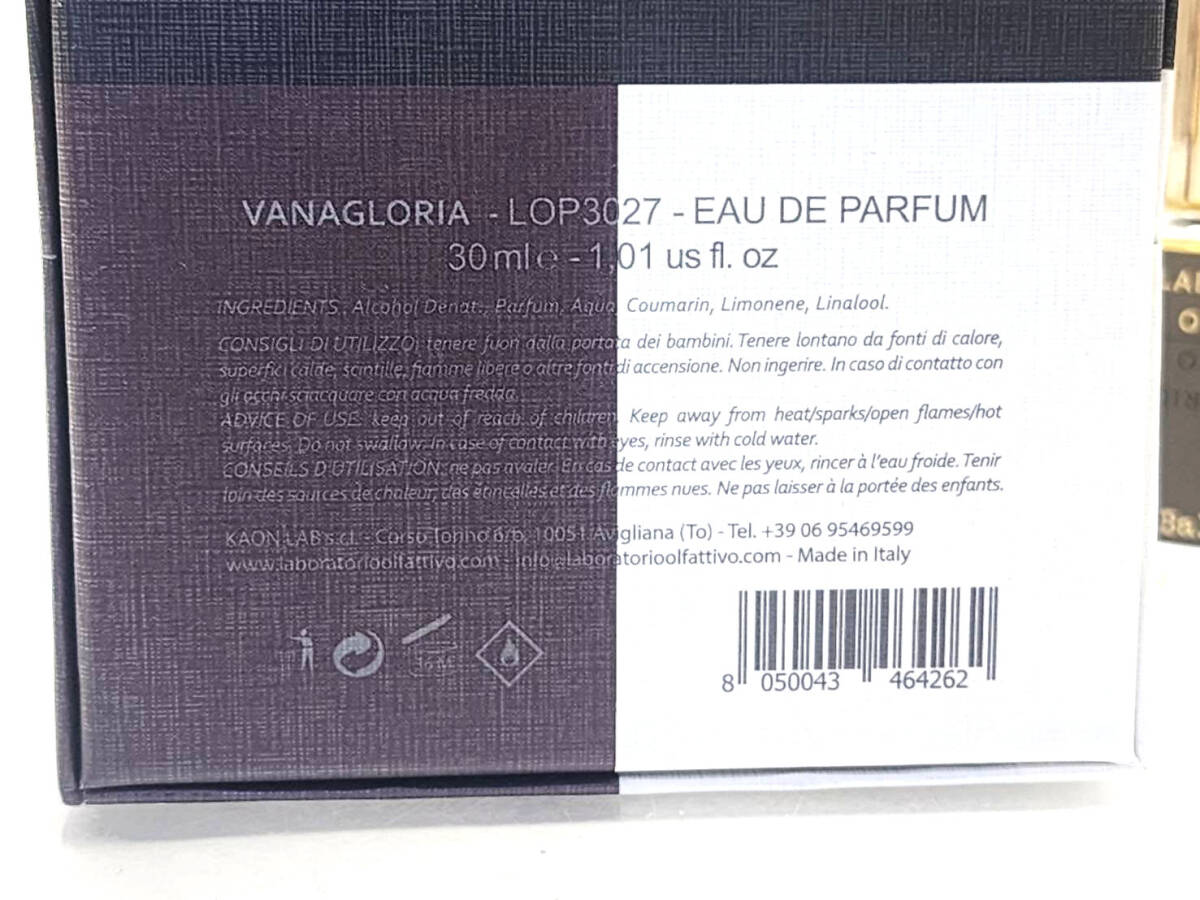 VANAGLORIA - LOP3027 - EAU DE PARFUM
30 ml ℮ - 1,01 us fl. oz
INGREDIENTS: Alcohol Denat., Parfum, Aqua, Coumarin, Limonene, Linalool.
CONSIGLI DI UTILIZZO: tenere fuori dalla portata dei bambini. Tenere lontano da fonti di calore,
superfici calde, scintille, fiamme libere o altre fonti di accensione. Non ingerire. In caso di contatto con
gli occhi sciacquare con acqua fredda.
ADVICE OF USE: keep out of reach of children. Keep away from heat/sparks/open flames/hot
surfaces. Do not swallow. In case of contact with eyes, rinse with cold water.
CONSEILS D'UTILISATION: ne pas avaler. En cas de contact avec les yeux, rincer à l'eau froide. Tenir
loin des sources de chaleur, des étincelles et des flammes nues. Ne pas laisser à la portée des enfants.
KAON LAB s.r.l. - Corso Torino 6/b, 10051 Avigliana (To) - Tel. +39 06 95469599
www.laboratorioolfattivo.com - info@laboratorioolfattivo.com - Made in Italy
8 050043 464262